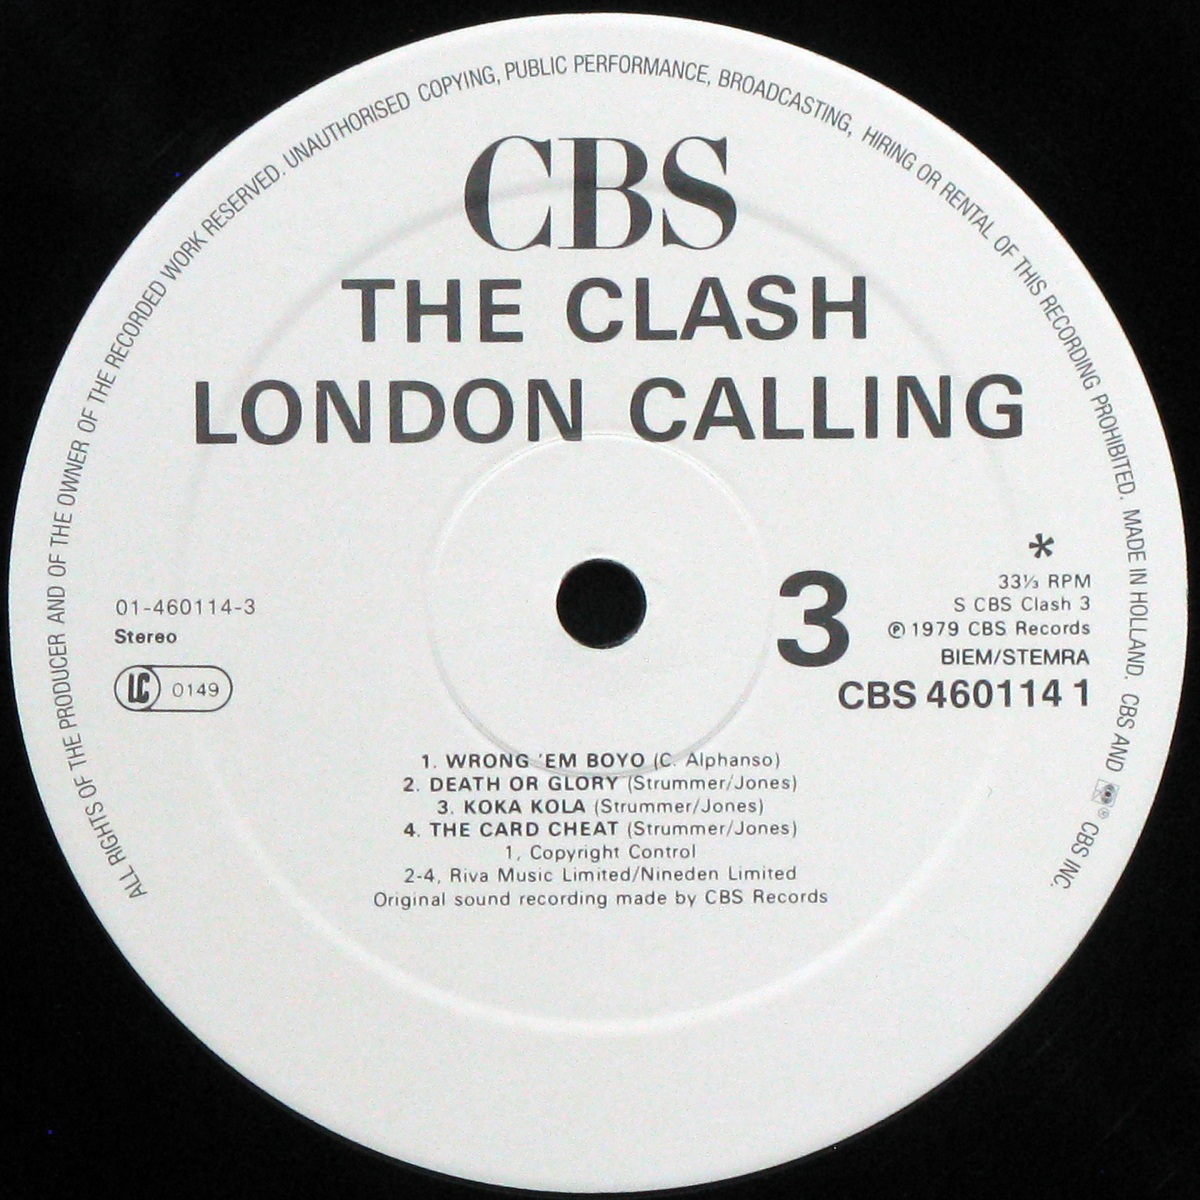 ALL RIGHTS OF THE PRODUCER AND OF THE OWNER OF THE RECORDED WORK RESERVED. UNAUTHORISED COPYING, PUBLIC PERFORMANCE, BROADCASTING, HIRING OR RENTAL OF THIS RECORDING PROHIBITED. MADE IN HOLLAND. CBS AND ® CBS INC.
CBS
THE CLASH
LONDON CALLING
*
01-460114-3
Stereo
LC 0149
3
33⅓ RPM
S CBS Clash 3
℗ 1979 CBS Records
BIEM/STEMRA
CBS 460114 1
1. WRONG 'EM BOYO (C. Alphanso)
2. DEATH OR GLORY (Strummer/Jones)
3. KOKA KOLA (Strummer/Jones)
4. THE CARD CHEAT (Strummer/Jones)
1, Copyright Control
2-4, Riva Music Limited/Nineden Limited
Original sound recording made by CBS Records